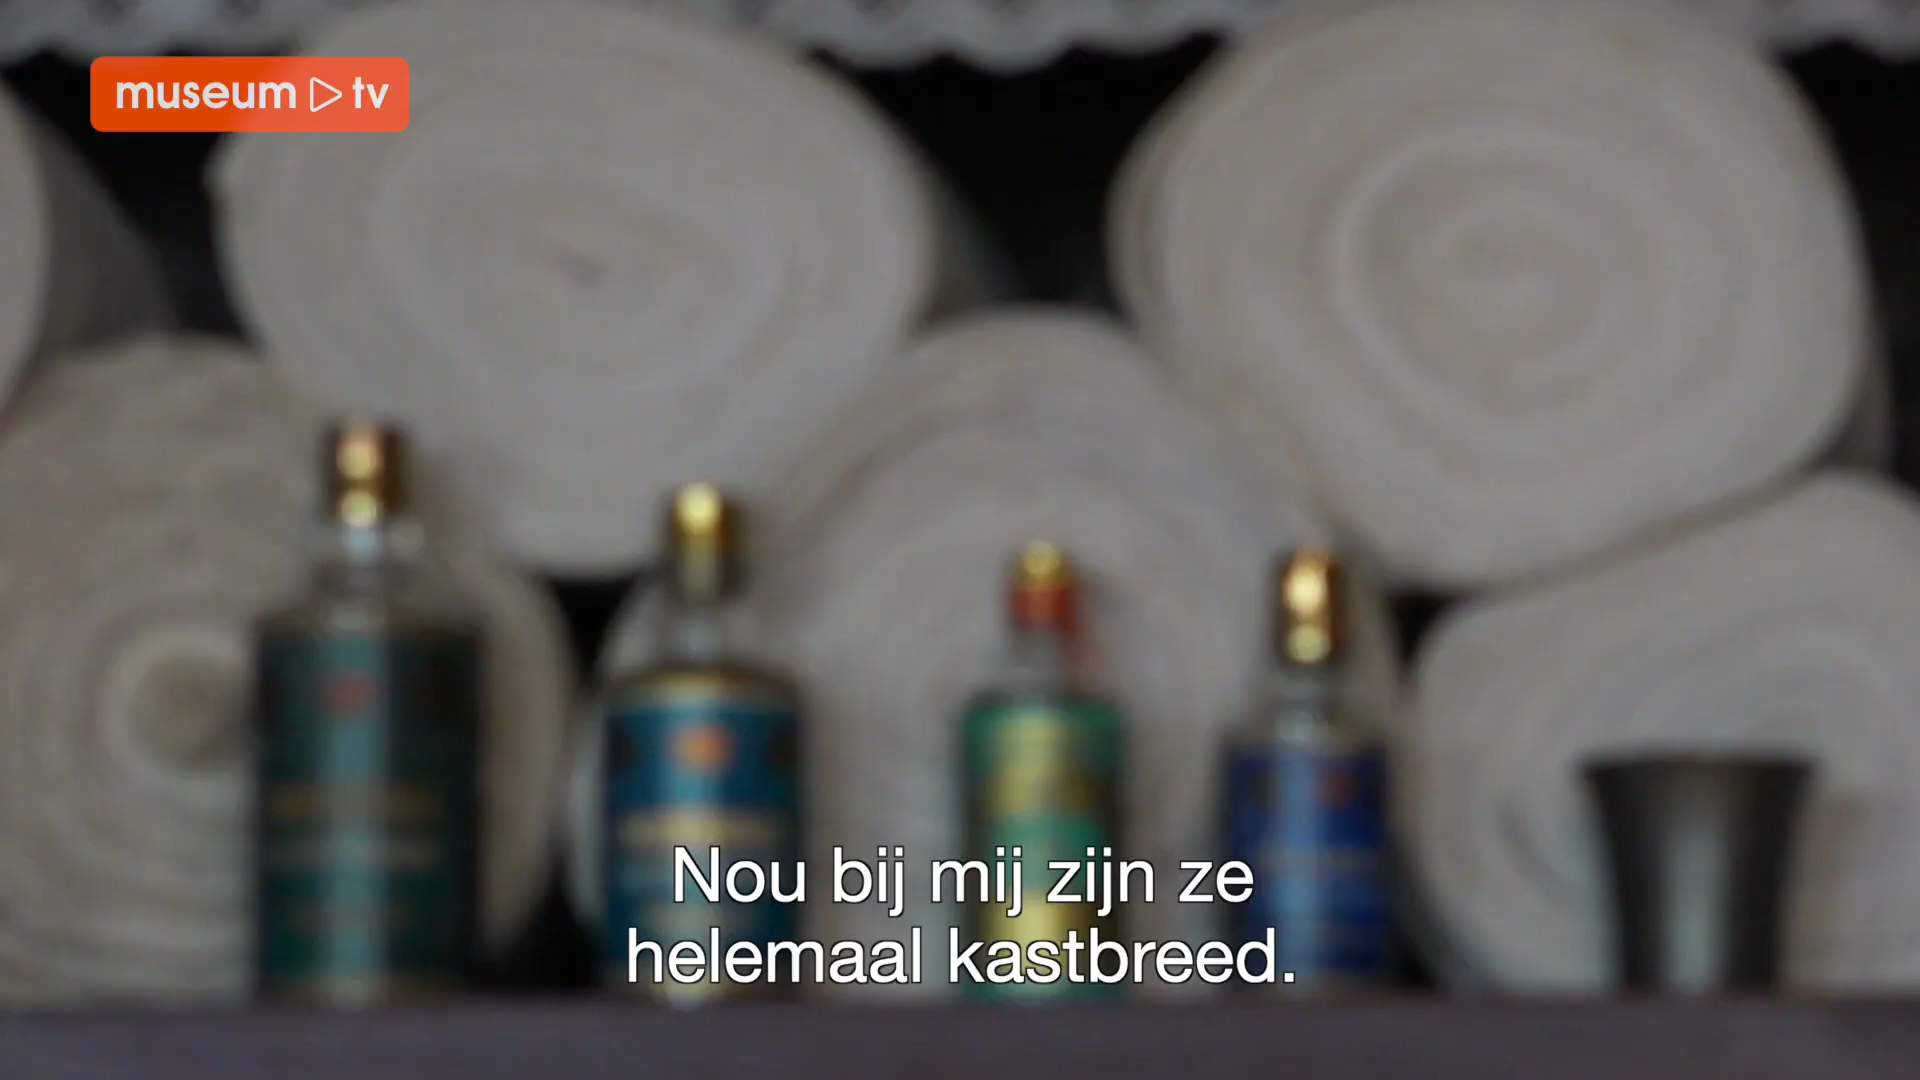 museum tv
Nou bij mij zijn ze
helemaal kastbreed.